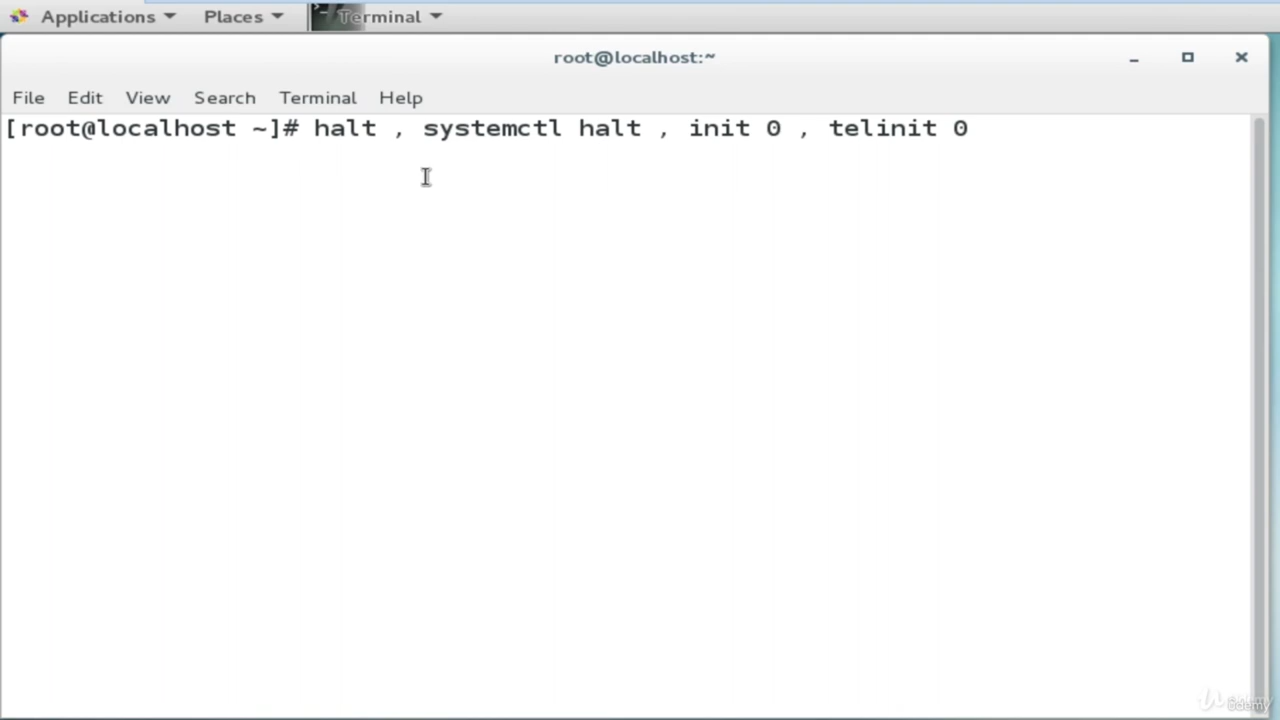 Applications Places Terminal
root@localhost:~
File Edit View Search Terminal Help
[root@localhost ~]# halt , systemctl halt , init 0 , telinit 0
Udemy